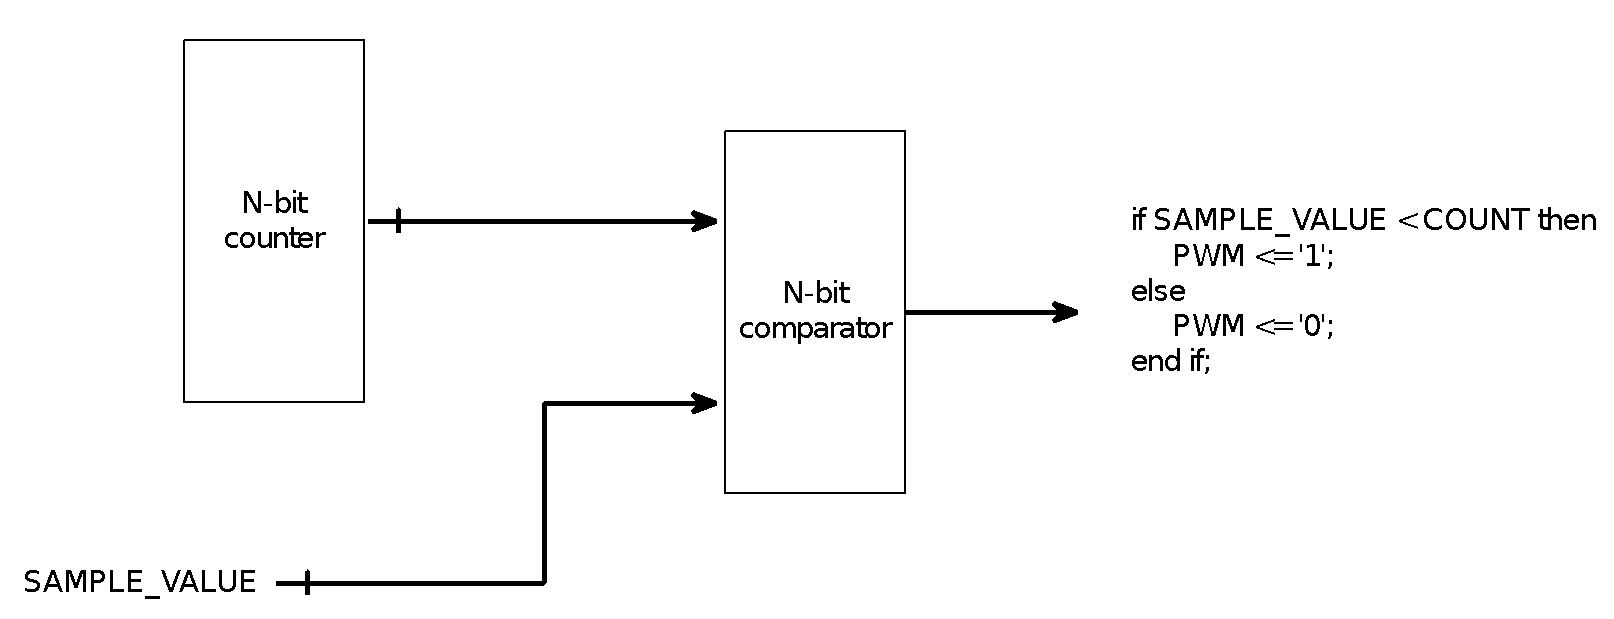 N-bit
counter
N-bit
comparator
if SAMPLE_VALUE < COUNT then
PWM <= '1';
else
PWM <= '0';
end if;
SAMPLE_VALUE